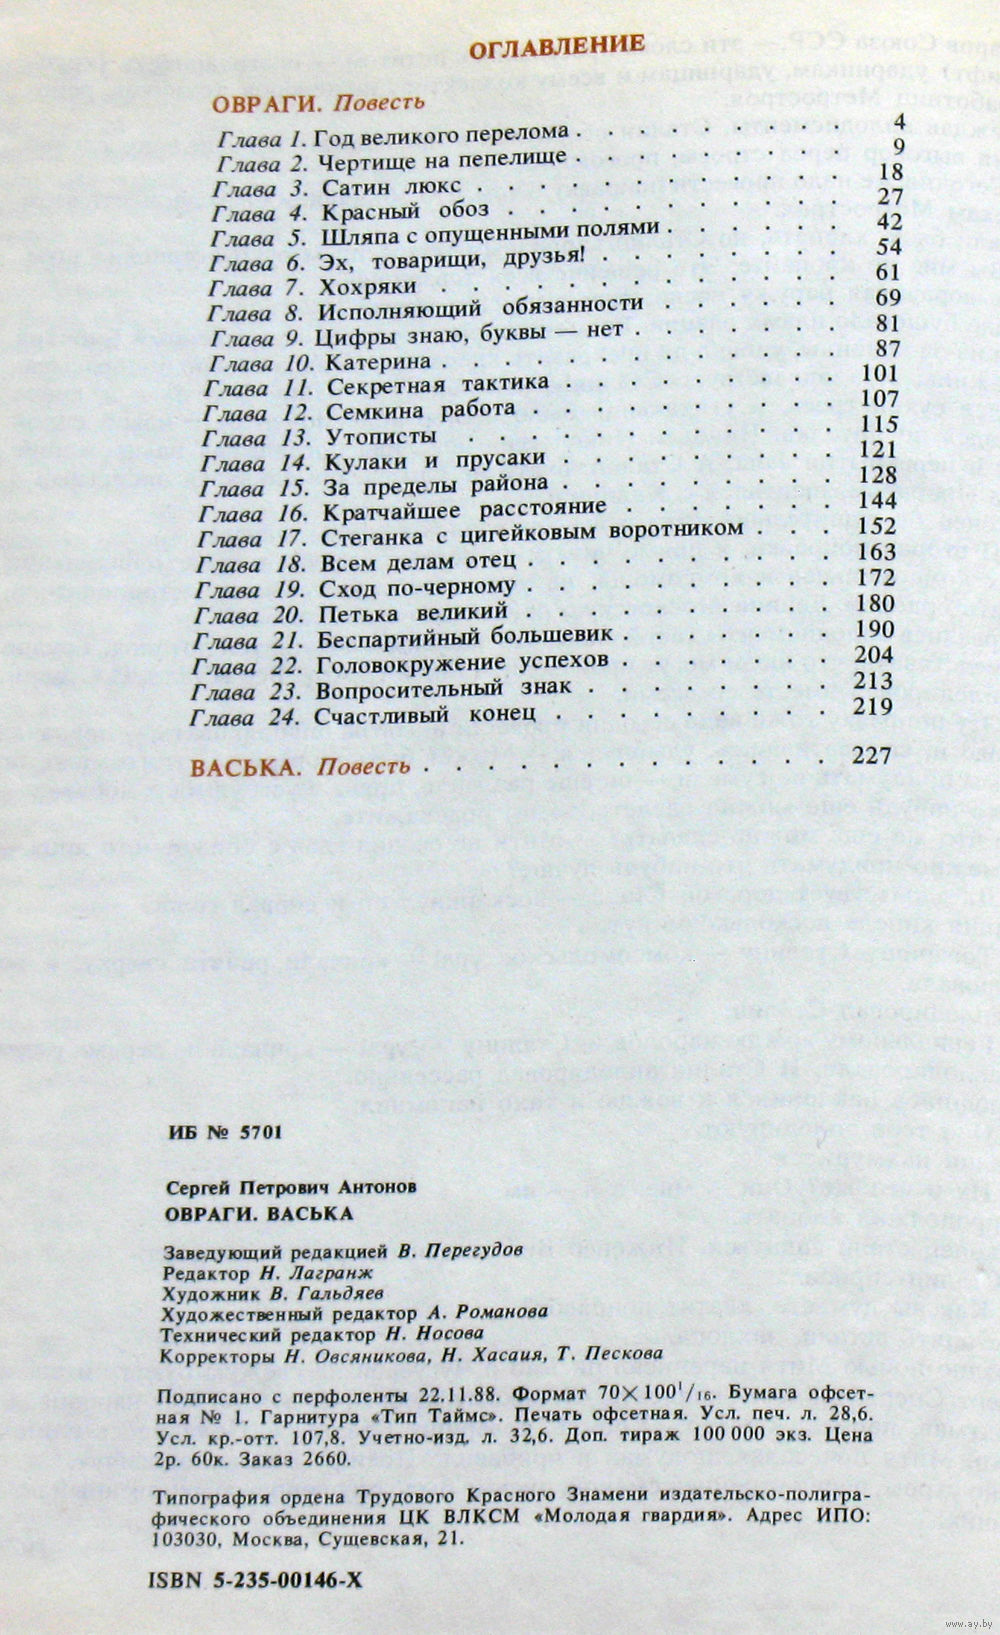 ОГЛАВЛЕНИЕ
ОВРАГИ. Повесть
Глава 1. Год великого перелома . . . . . . . . . . 4
Глава 2. Чертище на пепелище . . . . . . . . . . 9
Глава 3. Сатин люкс . . . . . . . . . . . . . 18
Глава 4. Красный обоз . . . . . . . . . . . . 27
Глава 5. Шляпа с опущенными полями . . . . . . . 42
Глава 6. Эх, товарищи, друзья! . . . . . . . . . 54
Глава 7. Хохряки . . . . . . . . . . . . . . 61
Глава 8. Исполняющий обязанности . . . . . . . 69
Глава 9. Цифры знаю, буквы — нет . . . . . . . . 81
Глава 10. Катерина . . . . . . . . . . . . . . 87
Глава 11. Секретная тактика . . . . . . . . . . 101
Глава 12. Семкина работа . . . . . . . . . . . 107
Глава 13. Утописты . . . . . . . . . . . . . 115
Глава 14. Кулаки и прусаки . . . . . . . . . . 121
Глава 15. За пределы района . . . . . . . . . . 128
Глава 16. Кратчайшее расстояние . . . . . . . . 144
Глава 17. Стеганка с цигейковым воротником . . . 152
Глава 18. Всем делам отец . . . . . . . . . . . 163
Глава 19. Сход по-черному . . . . . . . . . . . 172
Глава 20. Петька великий . . . . . . . . . . . 180
Глава 21. Беспартийный большевик . . . . . . . . 190
Глава 22. Головокружение успехов . . . . . . . . 204
Глава 23. Вопросительный знак . . . . . . . . . 213
Глава 24. Счастливый конец . . . . . . . . . . 219
ВАСЬКА. Повесть . . . . . . . . . . . . . . 227
ИБ № 5701
Сергей Петрович Антонов
ОВРАГИ. ВАСЬКА
Заведующий редакцией В. Перегудов
Редактор Н. Лагранж
Художник В. Гальдяев
Художественный редактор А. Романова
Технический редактор Н. Носова
Корректоры Н. Овсяникова, Н. Хасаия, Т. Пескова
Подписано с перфоленты 22.11.88. Формат 70×100¹/₁₆. Бумага офсет-
ная № 1. Гарнитура «Тип Таймс». Печать офсетная. Усл. печ. л. 28,6.
Усл. кр.-отт. 107,8. Учетно-изд. л. 32,6. Доп. тираж 100 000 экз. Цена
2р. 60к. Заказ 2660.
Типография ордена Трудового Красного Знамени издательско-полигра-
фического объединения ЦК ВЛКСМ «Молодая гвардия». Адрес ИПО:
103030, Москва, Сущевская, 21.
ISBN 5-235-00146-X
www.ay.by